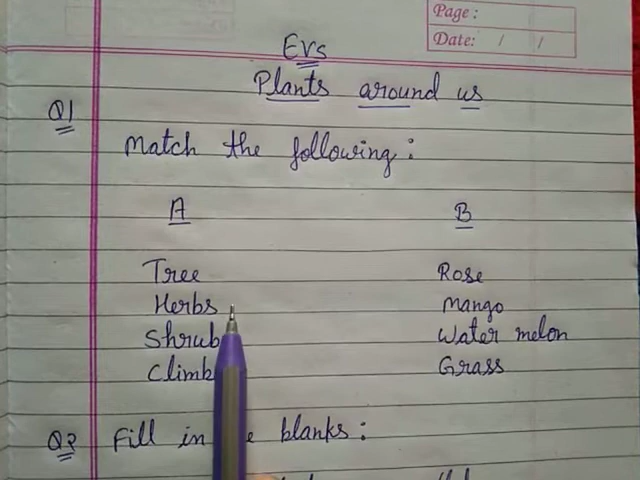 Page :
Date: / /
EVS
Plants around us
Q1
Match the following :
A B
Tree Rose
Herbs Mango
Shrub Water melon
Climb Grass
Q2 Fill in e blanks :